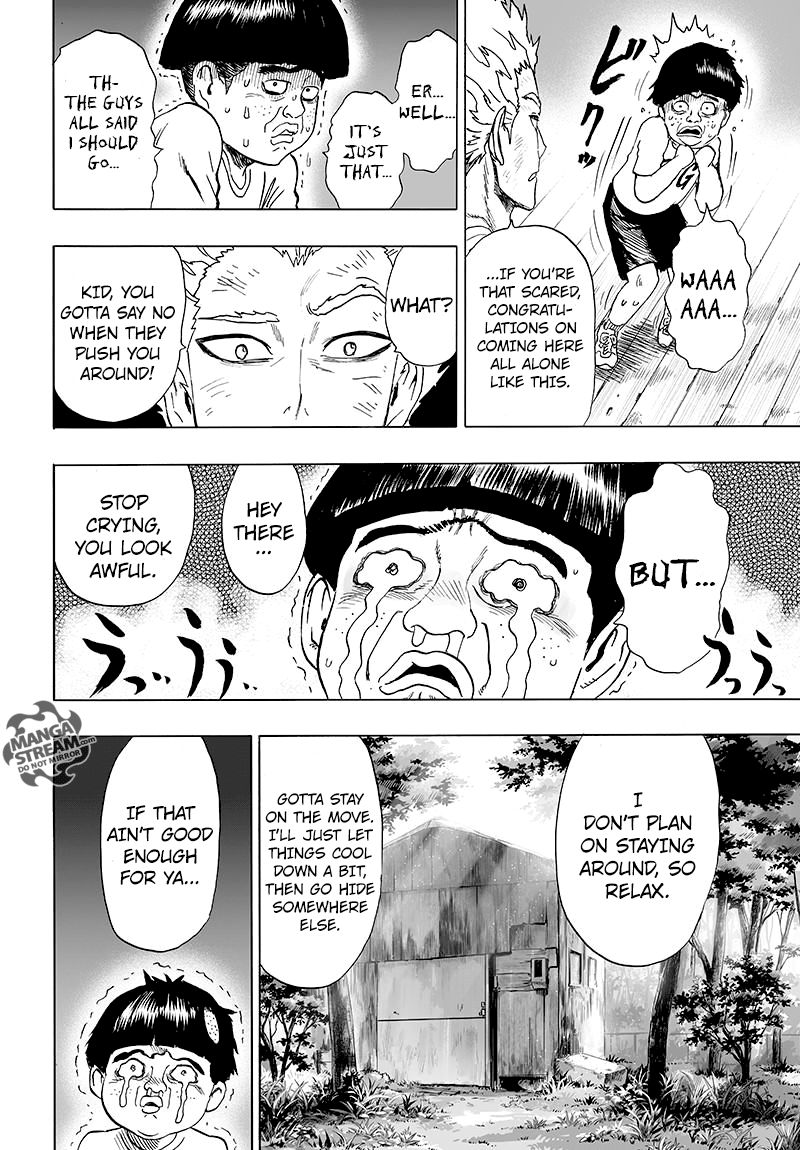 ビクッ
WAAA
AAA...
...IF YOU'RE
THAT SCARED,
CONGRATU-
LATIONS ON
COMING HERE
ALL ALONE
LIKE THIS.
G
ER...
WELL...
IT'S
JUST
THAT...
TH-
THE GUYS
ALL SAID
I SHOULD
GO...
WHAT?
KID, YOU
GOTTA SAY NO
WHEN THEY
PUSH YOU
AROUND!
BUT...
うっうっ
HEY
THERE
...
STOP
CRYING,
YOU LOOK
AWFUL.
うっうぅ
I
DON'T PLAN
ON STAYING
AROUND, SO
RELAX.
GOTTA STAY
ON THE MOVE.
I'LL JUST LET
THINGS COOL
DOWN A BIT,
THEN GO HIDE
SOMEWHERE
ELSE.
IF THAT
AIN'T GOOD
ENOUGH
FOR YA...
MANGA
STREAM.com
DO NOT MIRROR